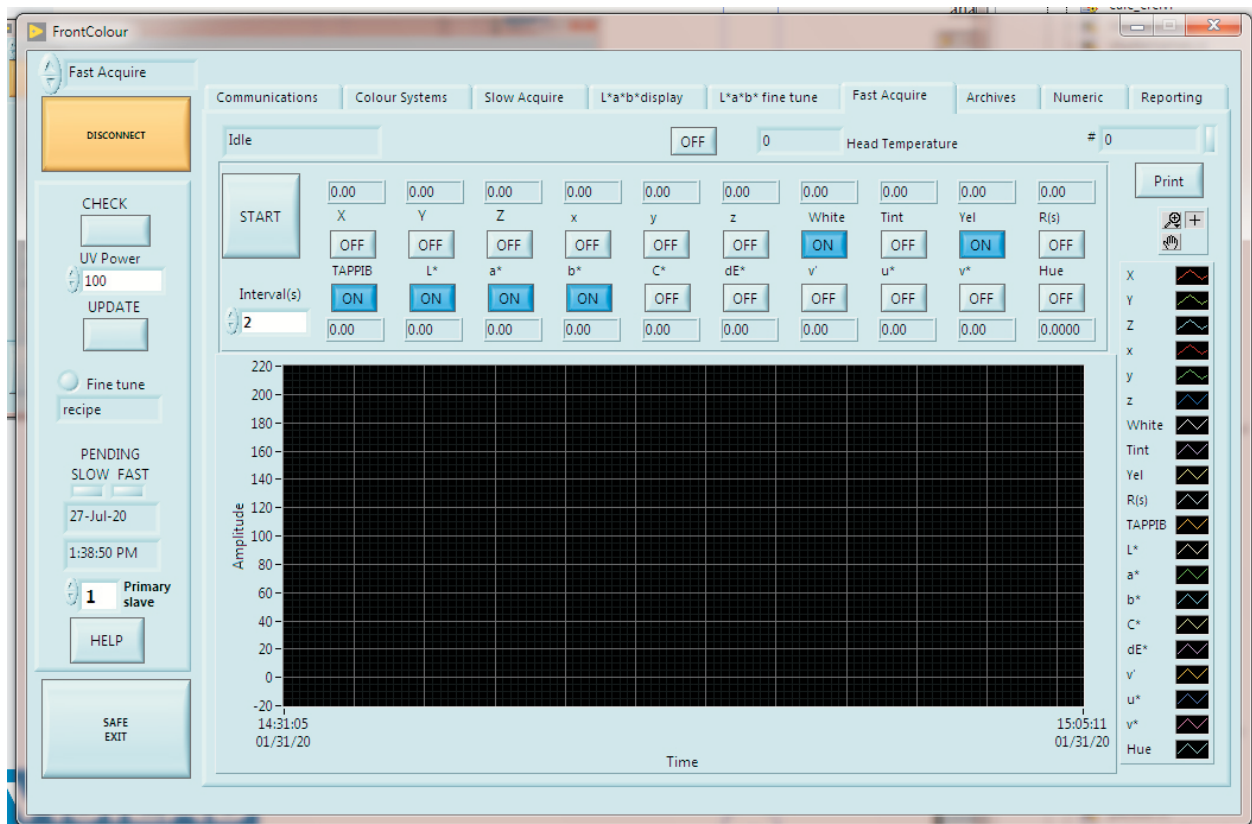 FrontColour
Fast Acquire
DISCONNECT
CHECK
UV Power
100
UPDATE
Fine tune
recipe
PENDING
SLOW FAST
27-Jul-20
1:38:50 PM
1 Primary slave
HELP
SAFE
EXIT
Communications Colour Systems Slow Acquire L*a*b*display L*a*b* fine tune Fast Acquire Archives Numeric Reporting
Idle OFF 0 Head Temperature # 0
START
Interval(s)
2
0.00 0.00 0.00 0.00 0.00 0.00 0.00 0.00 0.00 0.00
X Y Z x y z White Tint Yel R(s)
OFF OFF OFF OFF OFF OFF ON OFF ON OFF
TAPPIB L* a* b* C* dE* v' u* v* Hue
ON ON ON ON OFF OFF OFF OFF OFF OFF
0.00 0.00 0.00 0.00 0.00 0.00 0.00 0.00 0.00 0.0000
Print
220
200
180
160
140
120
100
80
60
40
20
0
-20
Amplitude
14:31:05 15:05:11
01/31/20 01/31/20
Time
X
Y
Z
x
y
z
White
Tint
Yel
R(s)
TAPPIB
L*
a*
b*
C*
dE*
v'
u*
v*
Hue